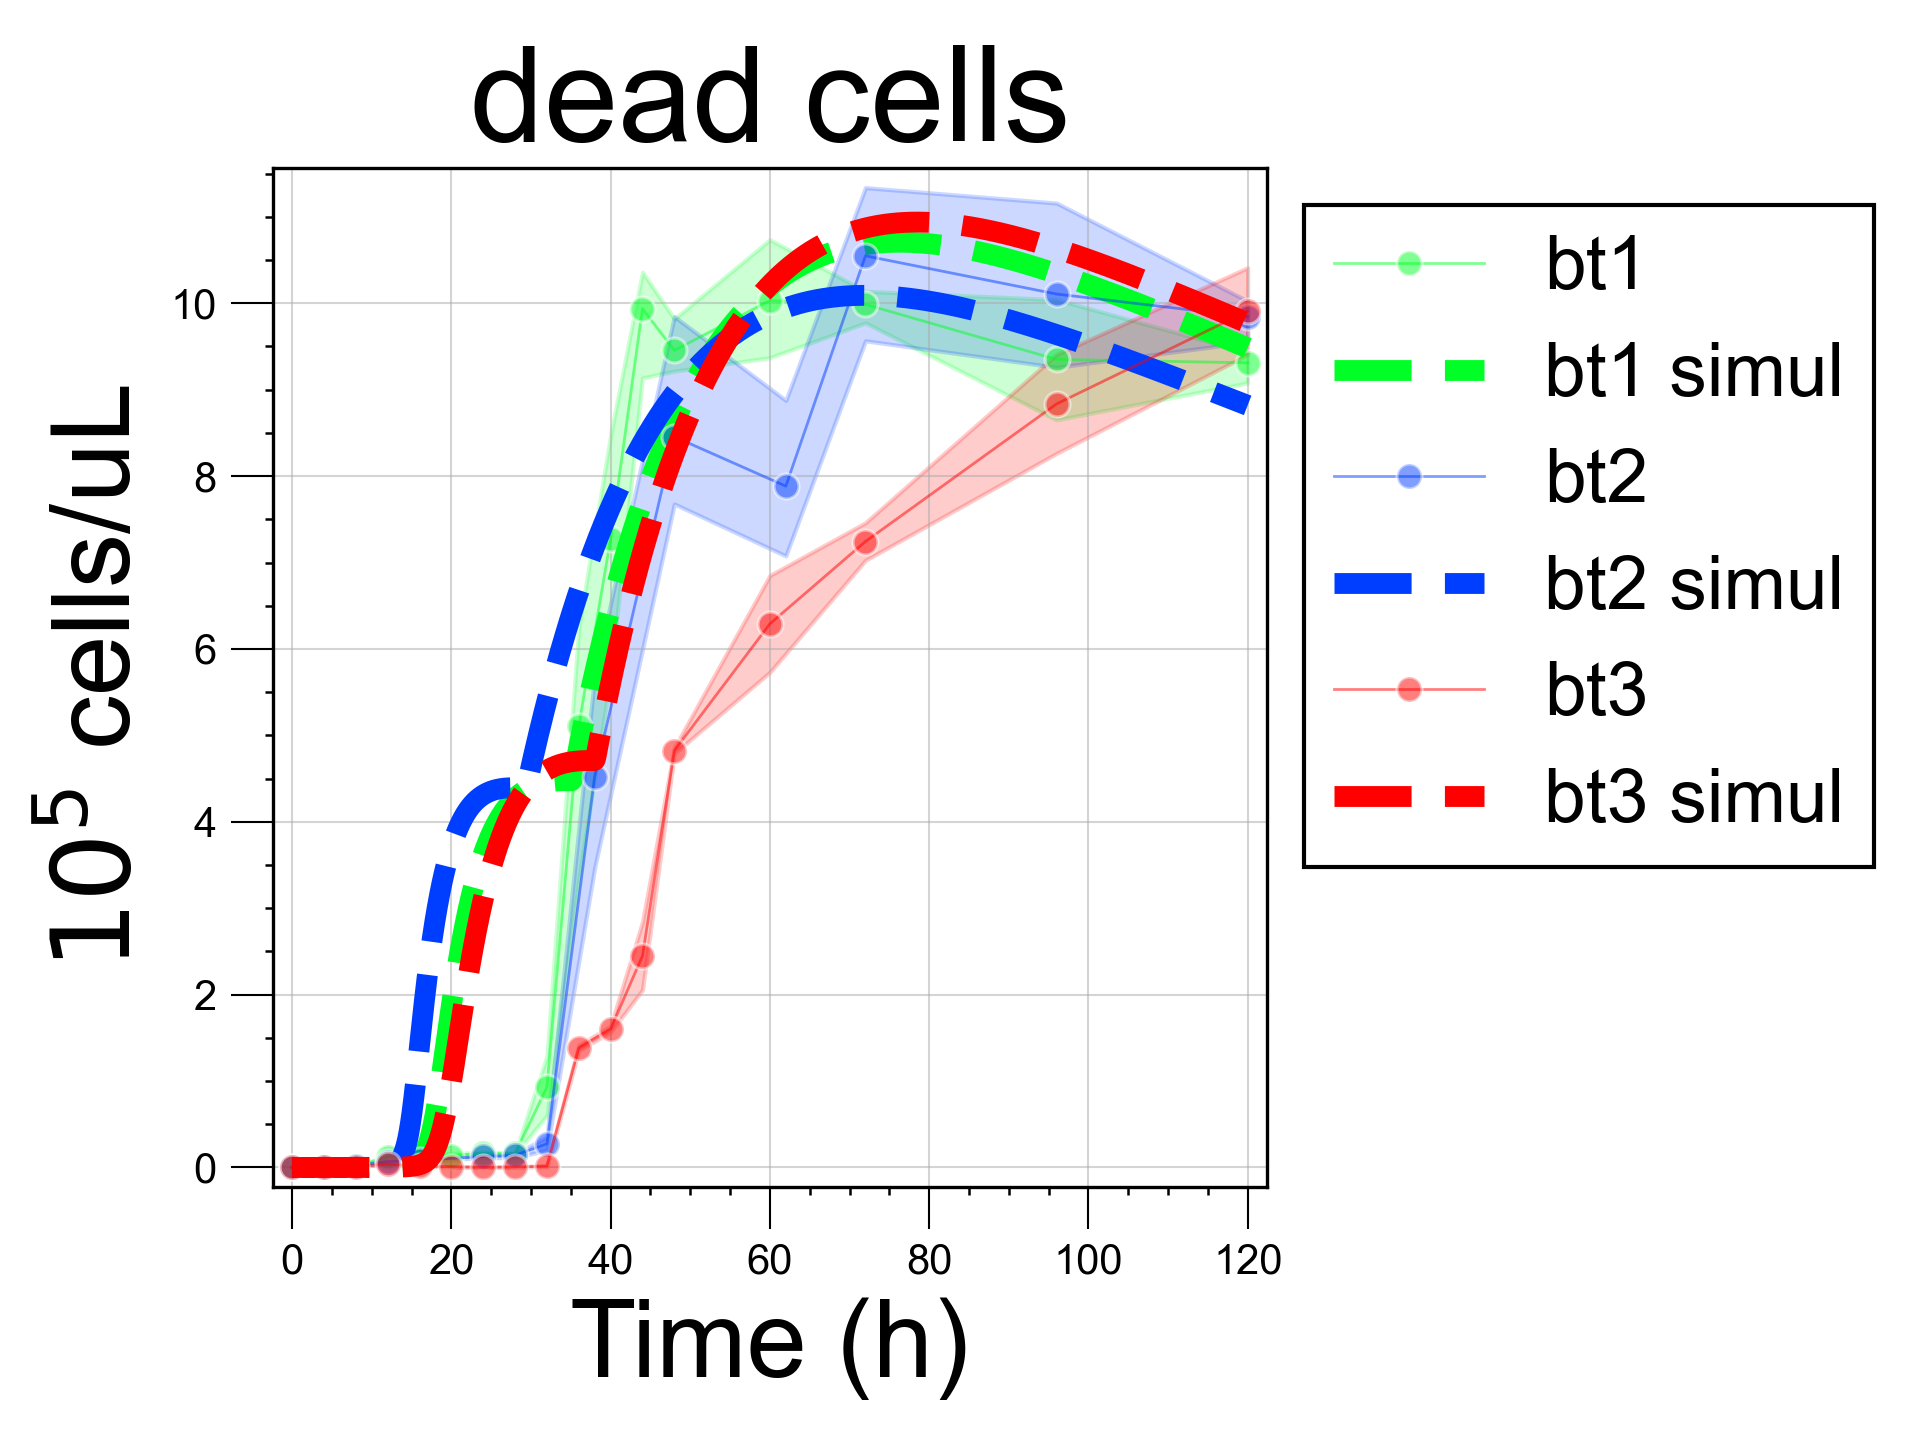 dead cells
10⁵ cells/uL
10
8
6
4
2
0
0 20 40 60 80 100 120
Time (h)
bt1
bt1 simul
bt2
bt2 simul
bt3
bt3 simul